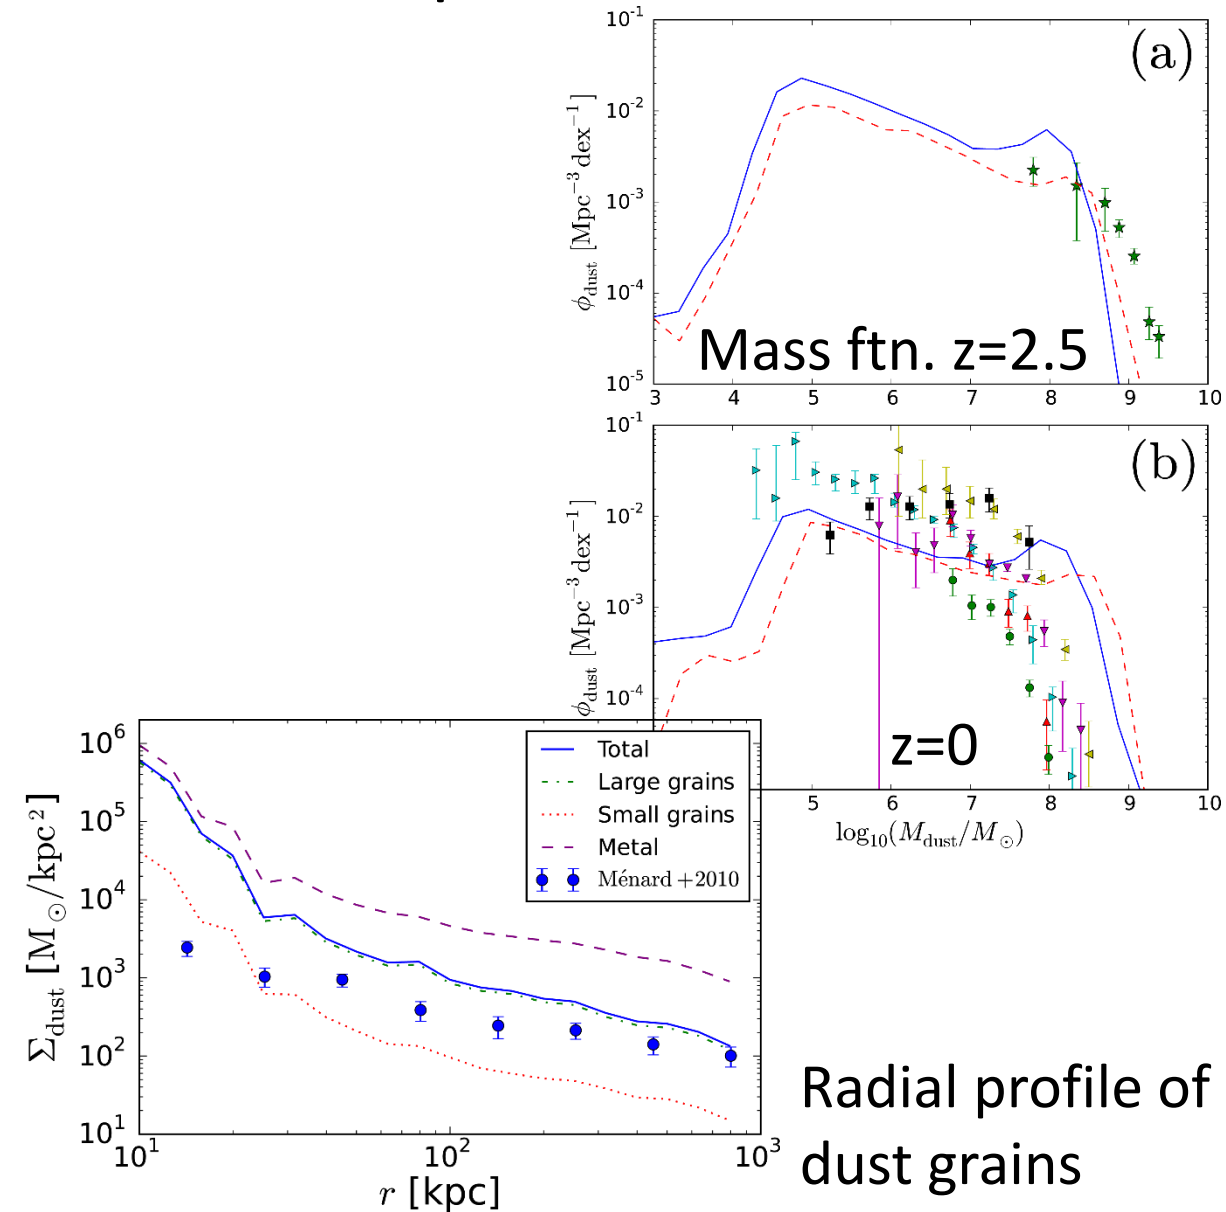 (a)
10^{-1}
10^{-2}
10^{-3}
10^{-4}
10^{-5}
ϕ_dust [Mpc^{-3} dex^{-1}]
Mass ftn. z=2.5
3 4 5 6 7 8 9 10
(b)
10^{-1}
10^{-2}
10^{-3}
10^{-4}
ϕ_dust [Mpc^{-3} dex^{-1}]
z=0
5 6 7 8 9 10
log_{10}(M_dust/M_⊙)
10^6
10^5
10^4
10^3
10^2
10^1
Σ_dust [M_⊙/kpc^2]
Total
Large grains
Small grains
Metal
Ménard+2010
10^1 10^2 10^3
r [kpc]
Radial profile of
dust grains